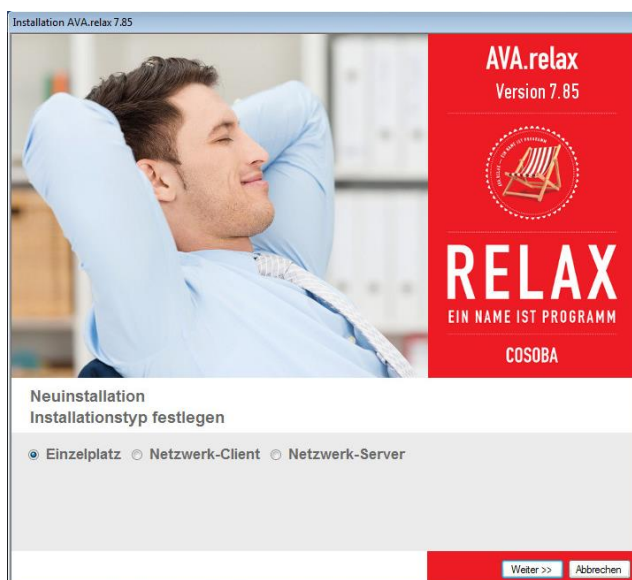 Installation AVA.relax 7.85
AVA.relax
Version 7.85
RELAX
EIN NAME IST PROGRAMM
COSOBA
Neuinstallation
Installationstyp festlegen
Einzelplatz Netzwerk-Client Netzwerk-Server
Weiter >> Abbrechen